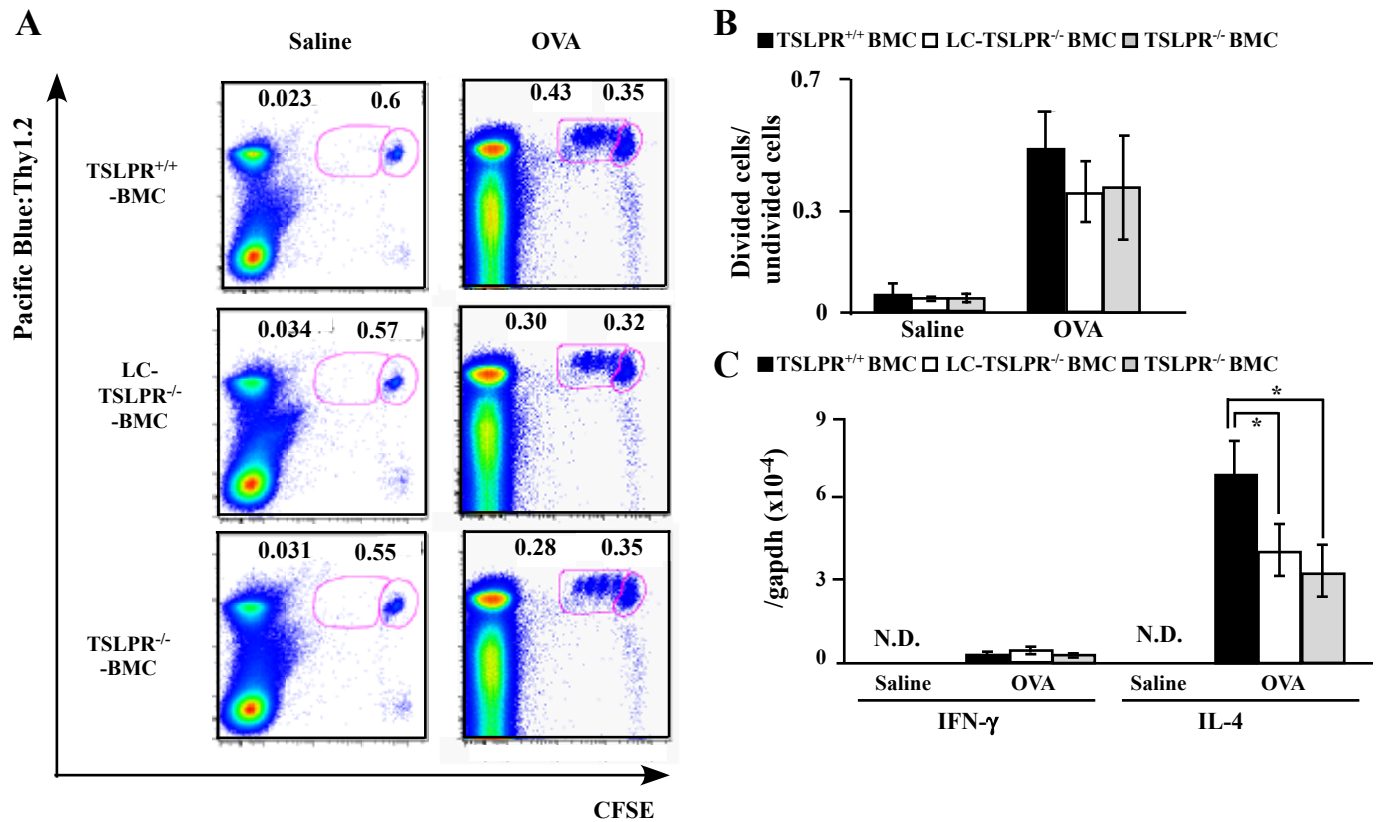 A
Saline OVA
Pacific Blue:Thy1.2
TSLPR+/+
-BMC
0.023 0.6
0.43 0.35
LC-
TSLPR-/-
-BMC
0.034 0.57
0.30 0.32
TSLPR-/-
-BMC
0.031 0.55
0.28 0.35
CFSE
B
TSLPR+/+ BMC LC-TSLPR-/- BMC TSLPR-/- BMC
Divided cells/
undivided cells
0.7
0.3
0
Saline OVA
C
TSLPR+/+ BMC LC-TSLPR-/- BMC TSLPR-/- BMC
/gapdh (x10-4)
9
6
3
0
N.D. N.D.
* *
Saline OVA Saline OVA
IFN-γ IL-4